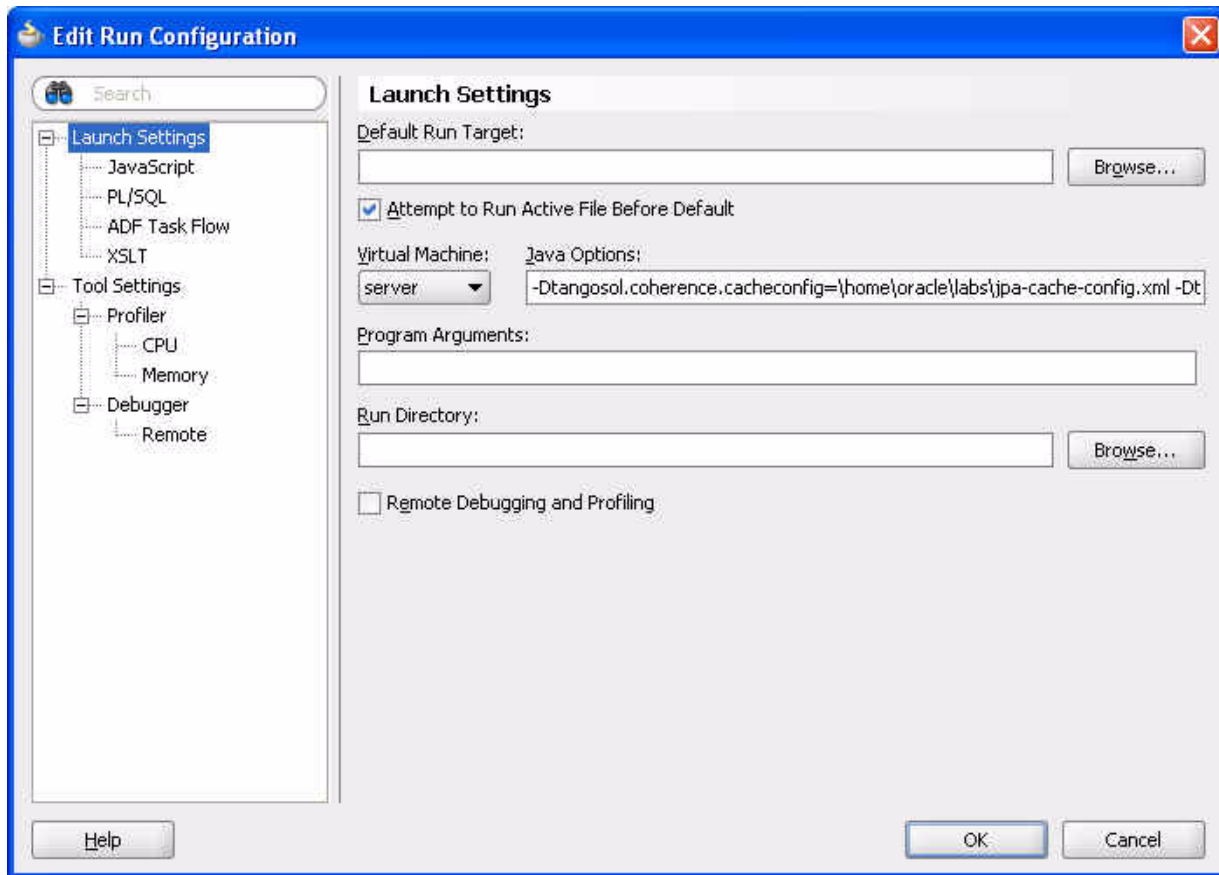 Edit Run Configuration
Search
Launch Settings
JavaScript
PL/SQL
ADF Task Flow
XSLT
Tool Settings
Profiler
CPU
Memory
Debugger
Remote
Launch Settings
Default Run Target:
Browse...
Attempt to Run Active File Before Default
Virtual Machine: Java Options:
server -Dtangosol.coherence.cacheconfig=\home\oracle\labs\jpa-cache-config.xml -Dt
Program Arguments:
Run Directory:
Browse...
Remote Debugging and Profiling
Help OK Cancel